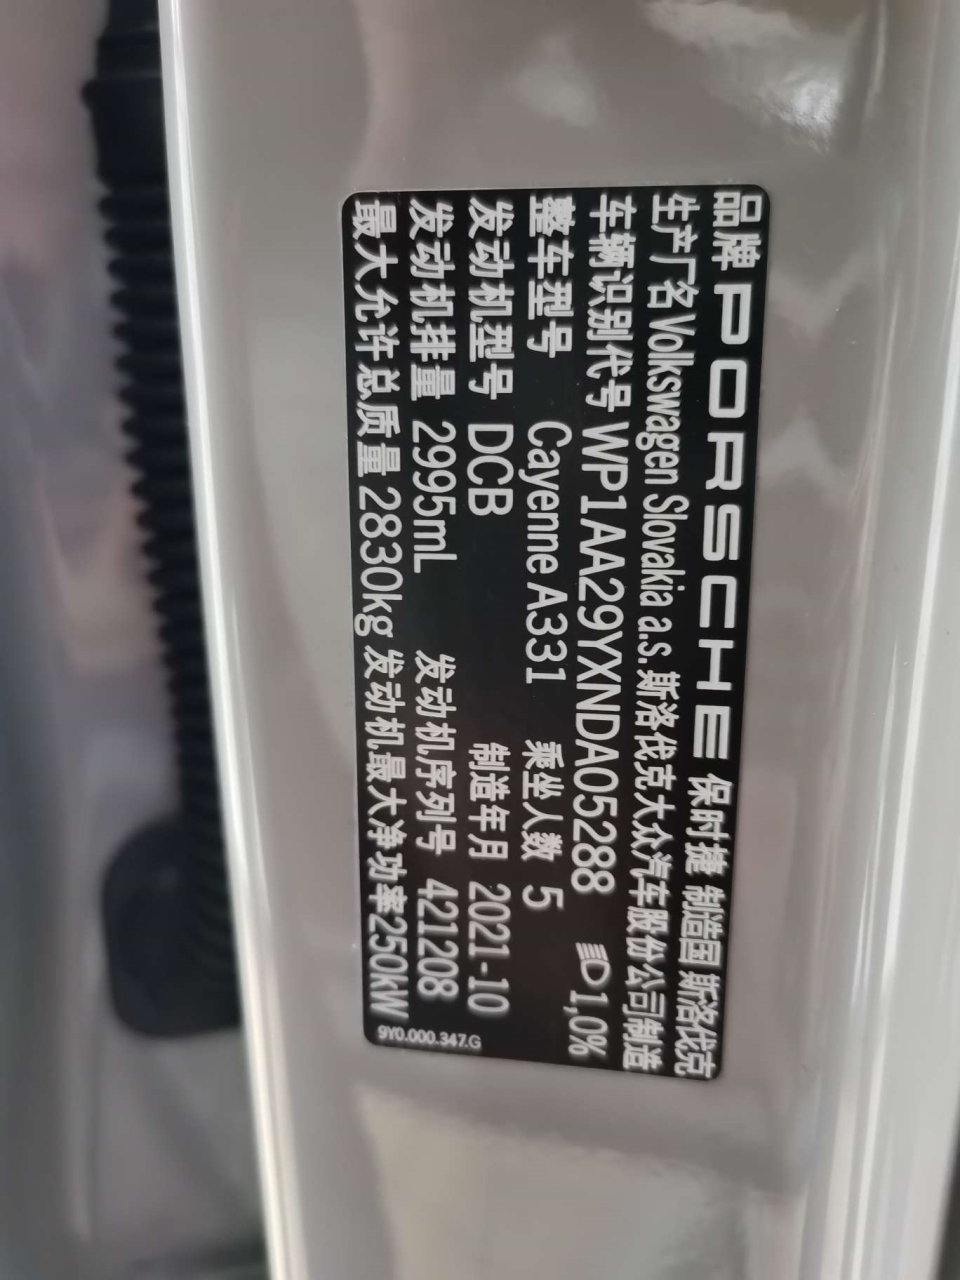 品牌 PORSCHE 保时捷 制造国 斯洛伐克
生产厂名 Volkswagen Slovakia a.s. 斯洛伐克大众汽车股份公司制造
车辆识别代号 WP1AA29YXNDA05288 1,0%
整车型号 Cayenne A331 乘坐人数 5
发动机型号 DCB 制造年月 2021-10
发动机排量 2995mL 发动机序列号 421208
最大允许总质量 2830kg 发动机最大净功率250kW
9Y0.000.347.G